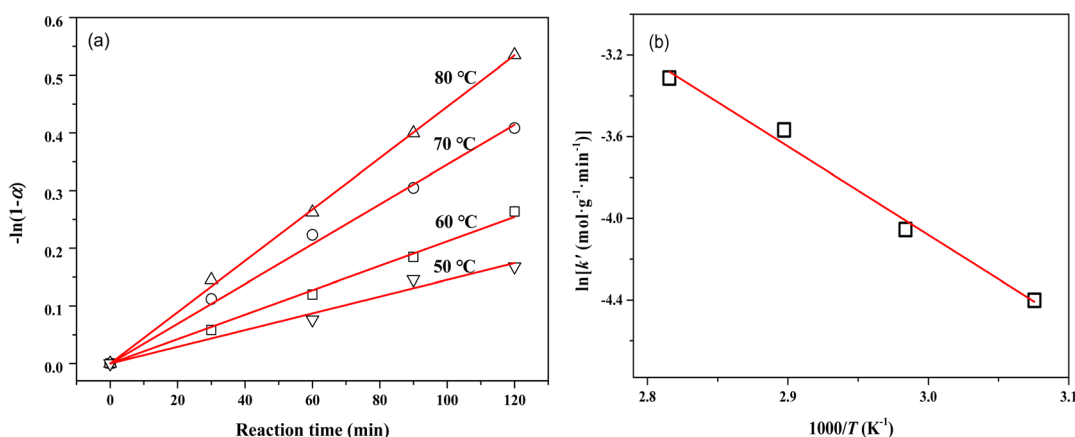 (a)
0.6
0.5
0.4
0.3
0.2
0.1
0.0
-ln(1-α)
80 °C
70 °C
60 °C
50 °C
0 20 40 60 80 100 120
Reaction time (min)
(b)
-3.2
-3.6
-4.0
-4.4
ln[k′ (mol·g⁻¹·min⁻¹)]
2.8 2.9 3.0 3.1
1000/T (K⁻¹)